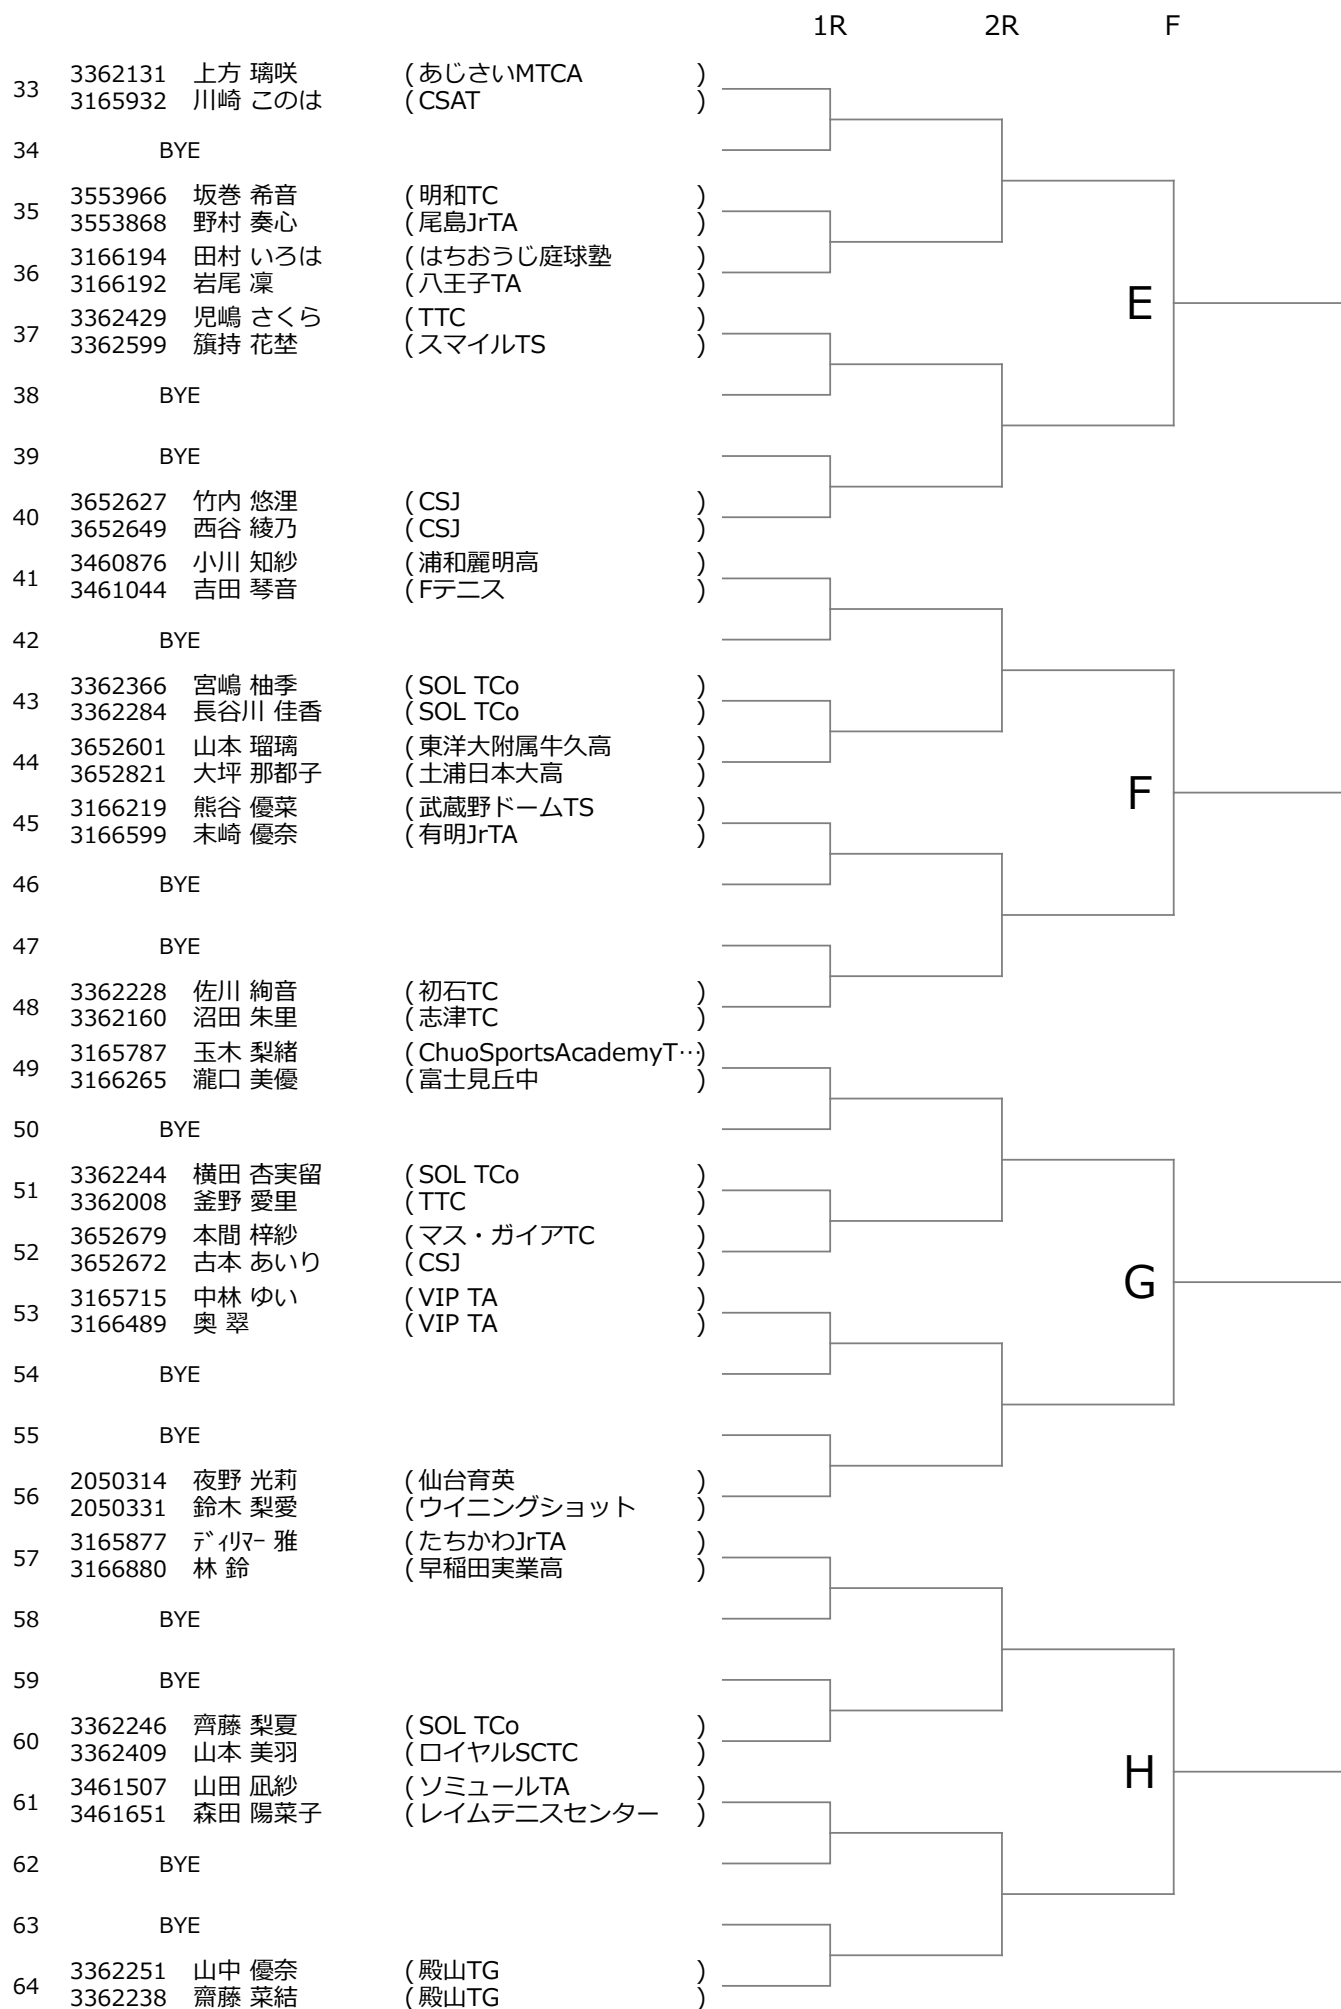 1R 2R F
33 3362131 上方 璃咲 (あじさいMTCA )
3165932 川崎 このは (CSAT )
34 BYE
35 3553966 坂巻 希音 (明和TC )
3553868 野村 奏心 (尾島JrTA )
36 3166194 田村 いろは (はちおうじ庭球塾 )
3166192 岩尾 凜 (八王子TA )
E
37 3362429 児嶋 さくら (TTC )
3362599 籏持 花埜 (スマイルTS )
38 BYE
39 BYE
40 3652627 竹内 悠浬 (CSJ )
3652649 西谷 綾乃 (CSJ )
41 3460876 小川 知紗 (浦和麗明高 )
3461044 吉田 琴音 (Fテニス )
42 BYE
43 3362366 宮嶋 柚季 (SOL TCo )
3362284 長谷川 佳香 (SOL TCo )
44 3652601 山本 瑠璃 (東洋大附属牛久高 )
3652821 大坪 那都子 (土浦日本大高 )
F
45 3166219 熊谷 優菜 (武蔵野ドームTS )
3166599 末崎 優奈 (有明JrTA )
46 BYE
47 BYE
48 3362228 佐川 絢音 (初石TC )
3362160 沼田 朱里 (志津TC )
49 3165787 玉木 梨緒 (ChuoSportsAcademyT…)
3166265 瀧口 美優 (富士見丘中 )
50 BYE
51 3362244 横田 杏実留 (SOL TCo )
3362008 釜野 愛里 (TTC )
52 3652679 本間 梓紗 (マス・ガイアTC )
3652672 古本 あいり (CSJ )
G
53 3165715 中林 ゆい (VIP TA )
3166489 奥 翠 (VIP TA )
54 BYE
55 BYE
56 2050314 夜野 光莉 (仙台育英 )
2050331 鈴木 梨愛 (ウイニングショット )
57 3165877 ディリマー 雅 (たちかわJrTA )
3166880 林 鈴 (早稲田実業高 )
58 BYE
59 BYE
60 3362246 齊藤 梨夏 (SOL TCo )
3362409 山本 美羽 (ロイヤルSCTC )
H
61 3461507 山田 凪紗 (ソミュールTA )
3461651 森田 陽菜子 (レイムテニスセンター )
62 BYE
63 BYE
64 3362251 山中 優奈 (殿山TG )
3362238 齋藤 菜結 (殿山TG )